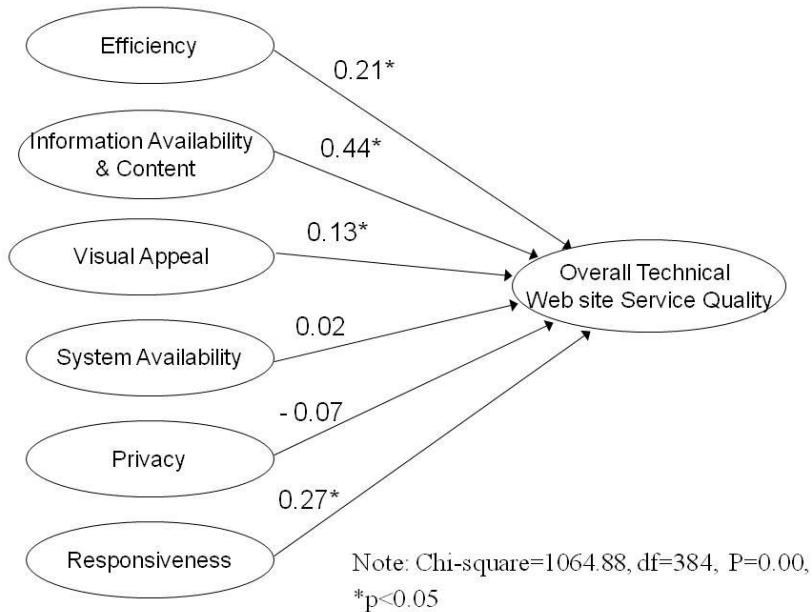 Efficiency
0.21*
Information Availability
& Content
0.44*
Visual Appeal
0.13*
Overall Technical
Web site Service Quality
System Availability
0.02
Privacy
- 0.07
Responsiveness
0.27*
Note: Chi-square=1064.88, df=384, P=0.00,
*p<0.05